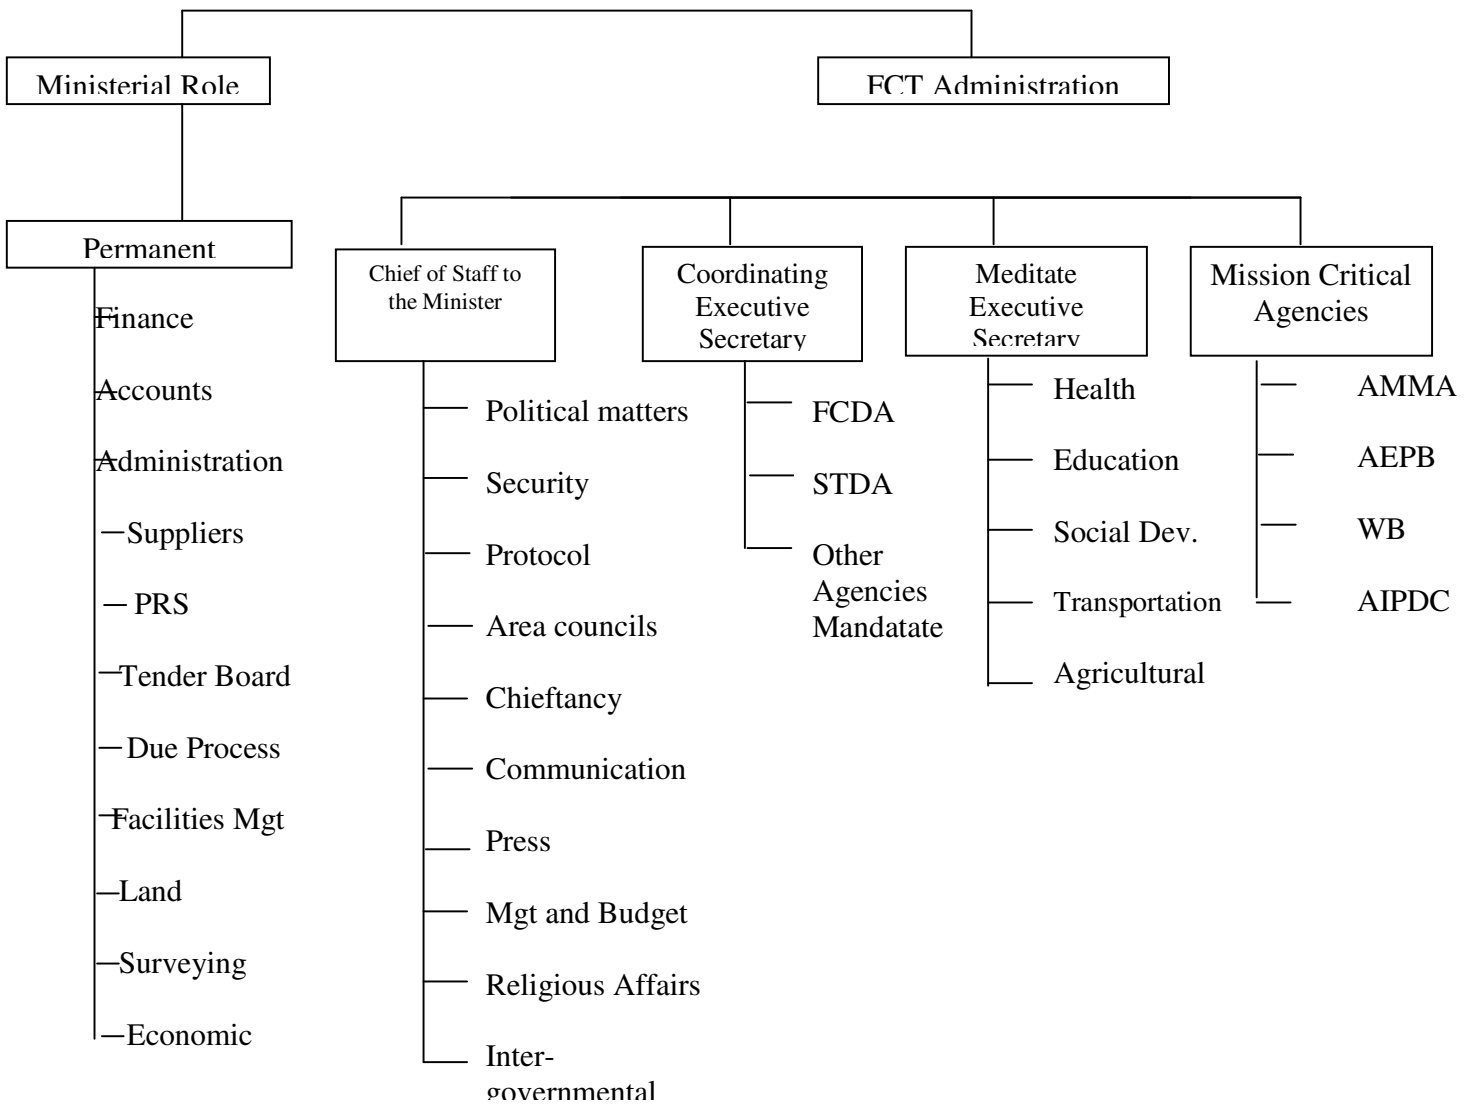 Ministerial Role
FCT Administration
Permanent
Finance
Accounts
Administration
Suppliers
PRS
Tender Board
Due Process
Facilities Mgt
Land
Surveying
Economic
Chief of Staff to
the Minister
Political matters
Security
Protocol
Area councils
Chieftancy
Communication
Press
Mgt and Budget
Religious Affairs
Inter-
governmental
Coordinating
Executive
Secretary
FCDA
STDA
Other
Agencies
Mandatate
Meditate
Executive
Secretary
Health
Education
Social Dev.
Transportation
Agricultural
Mission Critical
Agencies
AMMA
AEPB
WB
AIPDC